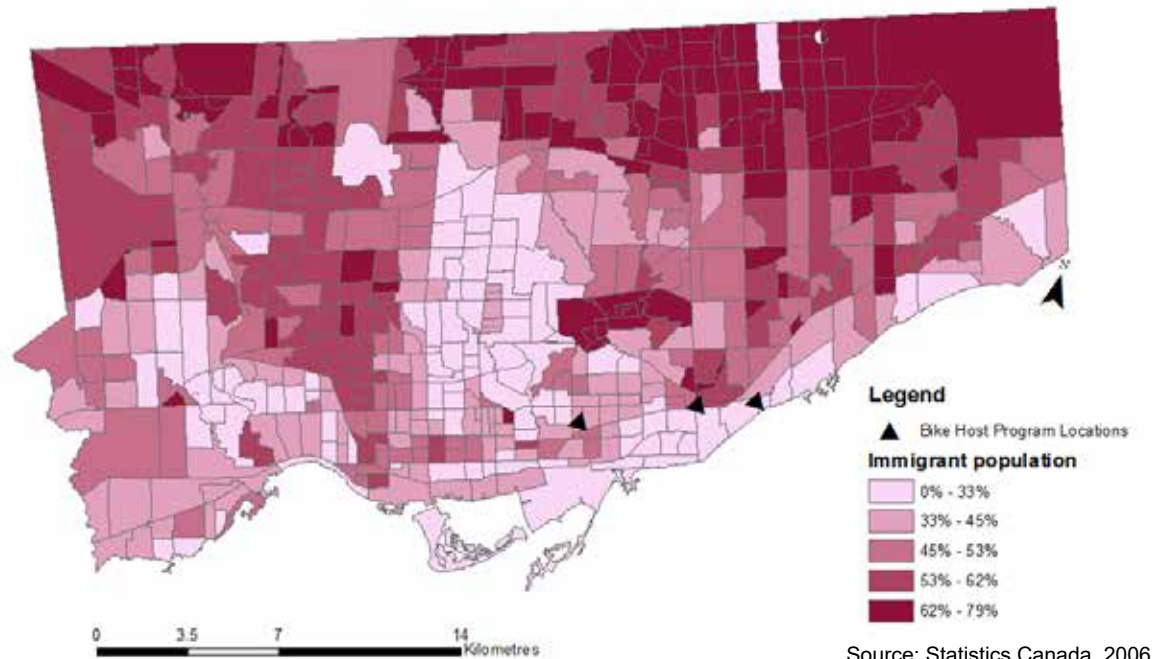 N
Legend
Bike Host Program Locations
Immigrant population
0% - 33%
33% - 45%
45% - 53%
53% - 62%
62% - 79%
0 3.5 7 14
Kilometres
Source: Statistics Canada, 2006